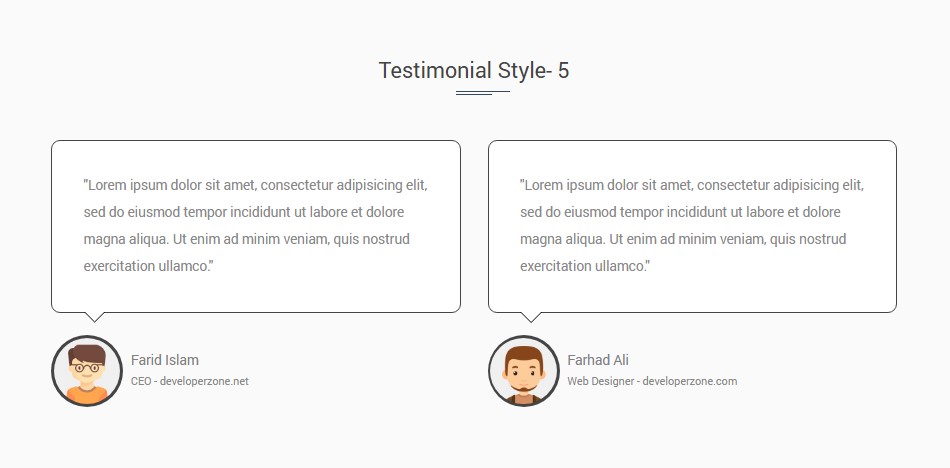 Testimonial Style- 5
"Lorem ipsum dolor sit amet, consectetur adipisicing elit,
sed do eiusmod tempor incididunt ut labore et dolore
magna aliqua. Ut enim ad minim veniam, quis nostrud
exercitation ullamco."
Farid Islam
CEO - developerzone.net
"Lorem ipsum dolor sit amet, consectetur adipisicing elit,
sed do eiusmod tempor incididunt ut labore et dolore
magna aliqua. Ut enim ad minim veniam, quis nostrud
exercitation ullamco."
Farhad Ali
Web Designer - developerzone.com